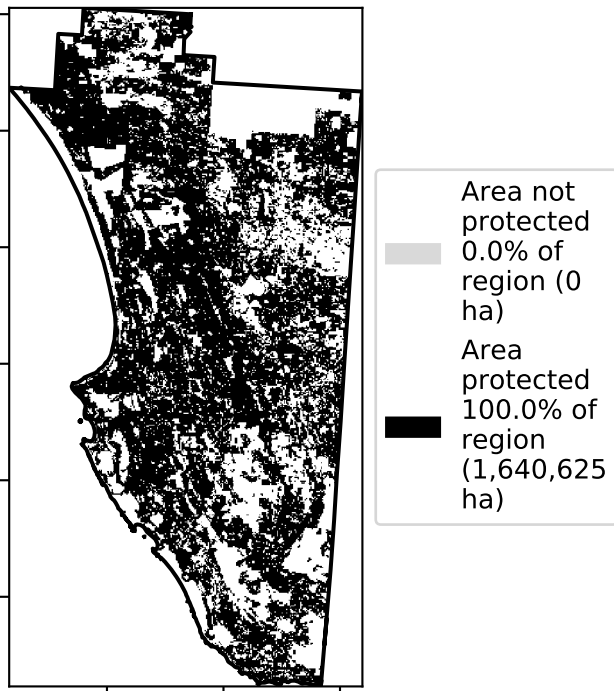 Area not
protected
0.0% of
region (0
ha)
Area
protected
100.0% of
region
(1,640,625
ha)